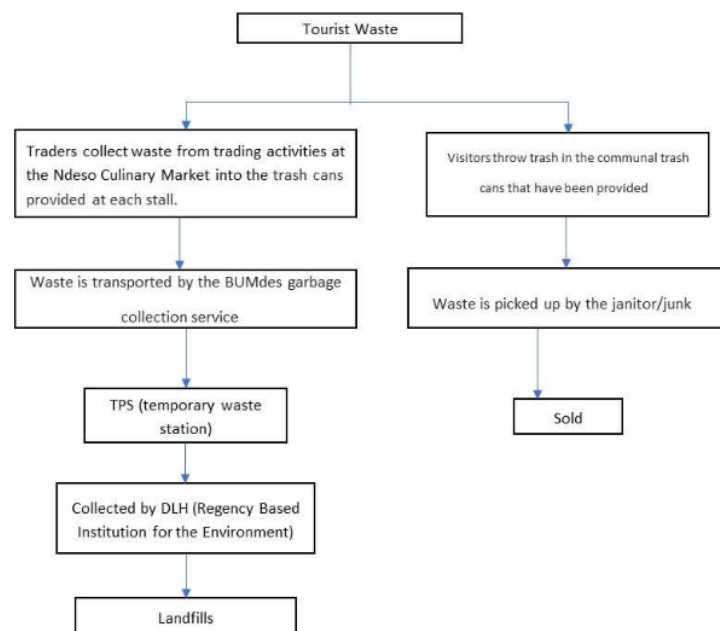 Tourist Waste
Traders collect waste from trading activities at
the Ndeso Culinary Market into the trash cans
provided at each stall.
Visitors throw trash in the communal trash
cans that have been provided
Waste is transported by the BUMdes garbage
collection service
Waste is picked up by the janitor/junk
TPS (temporary waste
station)
Sold
Collected by DLH (Regency Based
Institution for the Environment)
Landfills